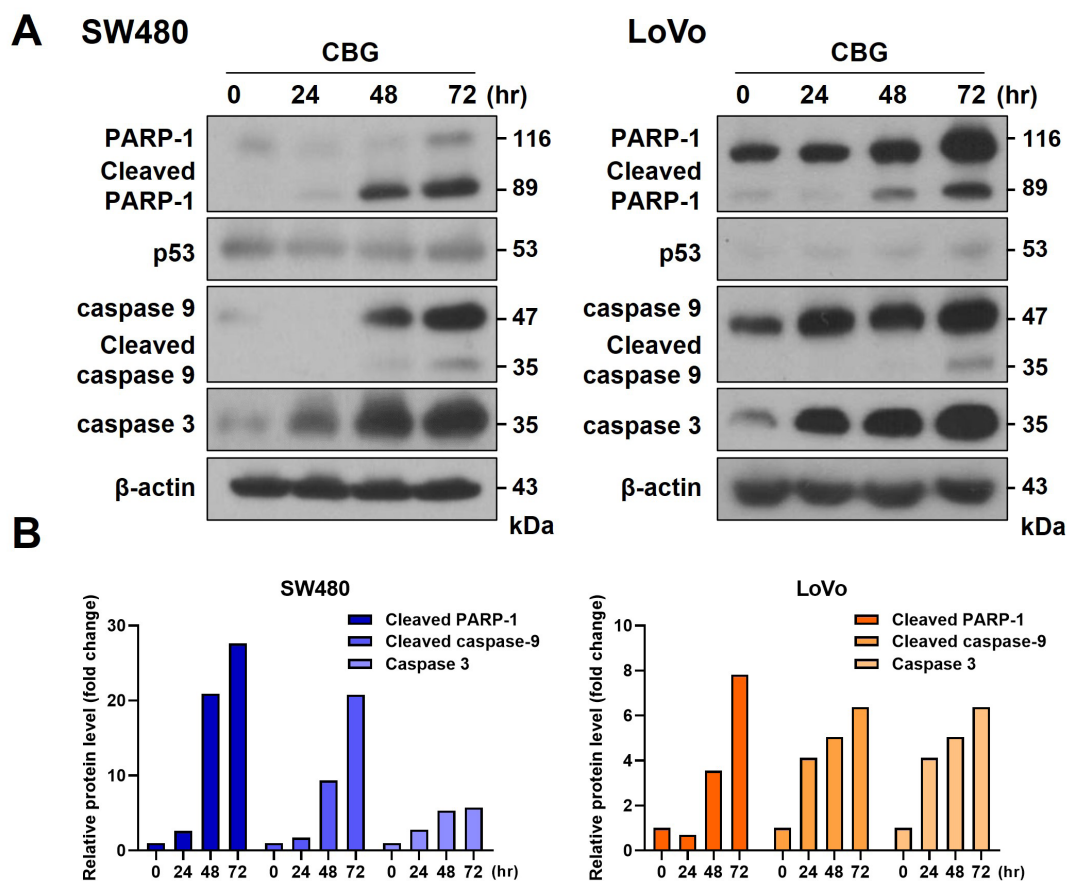 A
SW480
CBG
0 24 48 72 (hr)
PARP-1
Cleaved
PARP-1
116
89
p53
53
caspase 9
Cleaved
caspase 9
47
35
caspase 3
35
β-actin
43
kDa
LoVo
CBG
0 24 48 72 (hr)
PARP-1
Cleaved
PARP-1
116
89
p53
53
caspase 9
Cleaved
caspase 9
47
35
caspase 3
35
β-actin
43
kDa
B
SW480
Relative protein level (fold change)
30
20
10
0
Cleaved PARP-1
Cleaved caspase-9
Caspase 3
0 24 48 72 0 24 48 72 0 24 48 72 (hr)
LoVo
Relative protein level (fold change)
10
8
6
4
2
0
Cleaved PARP-1
Cleaved caspase-9
Caspase 3
0 24 48 72 0 24 48 72 0 24 48 72 (hr)